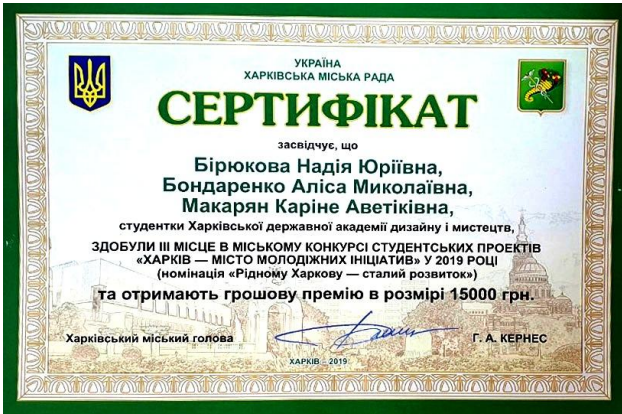 УКРАЇНА
ХАРКІВСЬКА МІСЬКА РАДА
СЕРТИФІКАТ
засвідчує, що
Бірюкова Надія Юріївна,
Бондаренко Аліса Миколаївна,
Макарян Каріне Аветіківна,
студентки Харківської державної академії дизайну і мистецтв,
ЗДОБУЛИ ІІІ МІСЦЕ В МІСЬКОМУ КОНКУРСІ СТУДЕНТСЬКИХ ПРОЕКТІВ
«ХАРКІВ — МІСТО МОЛОДІЖНИХ ІНІЦІАТИВ» У 2019 РОЦІ
(номінація «Рідному Харкову — сталий розвиток»)
та отримають грошову премію в розмірі 15000 грн.
Харківський міський голова Г. А. КЕРНЕС
ХАРКІВ – 2019